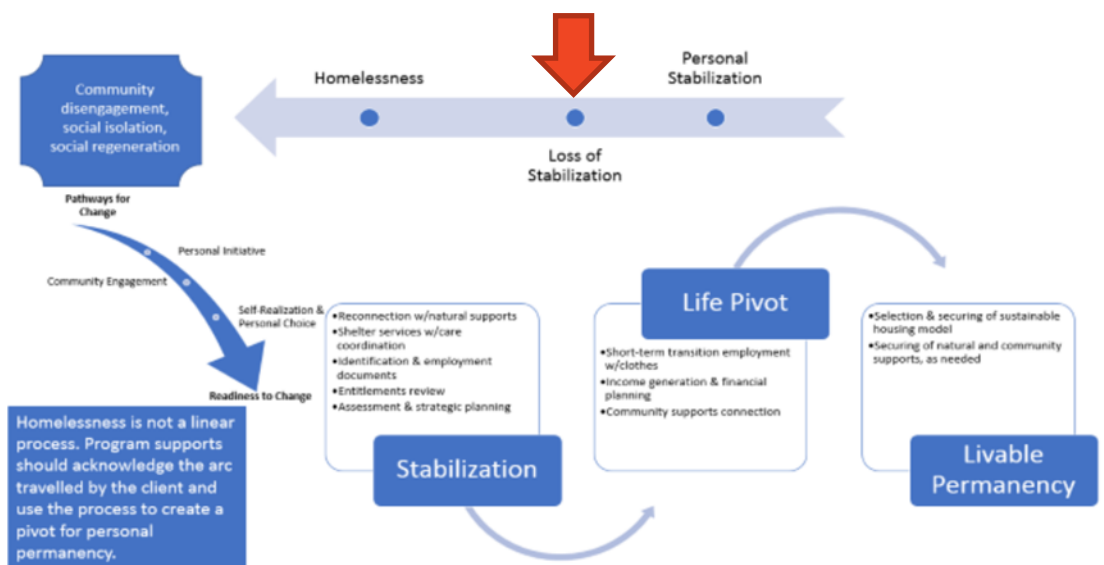 Community
disengagement,
social isolation,
social regeneration
Homelessness
Loss of
Stabilization
Personal
Stabilization
Pathways for
Change
Personal Initiative
Community Engagement
Self-Realization &
Personal Choice
Readiness to Change
Homelessness is not a linear
process. Program supports
should acknowledge the arc
travelled by the client and
use the process to create a
pivot for personal
permanency.
•Reconnection w/natural supports
•Shelter services w/care
coordination
•Identification & employment
documents
•Entitlements review
•Assessment & strategic planning
Stabilization
Life Pivot
•Short-term transition employment
w/clothes
•Income generation & financial
planning
•Community supports connection
•Selection & securing of sustainable
housing model
•Securing of natural and community
supports, as needed
Livable
Permanency